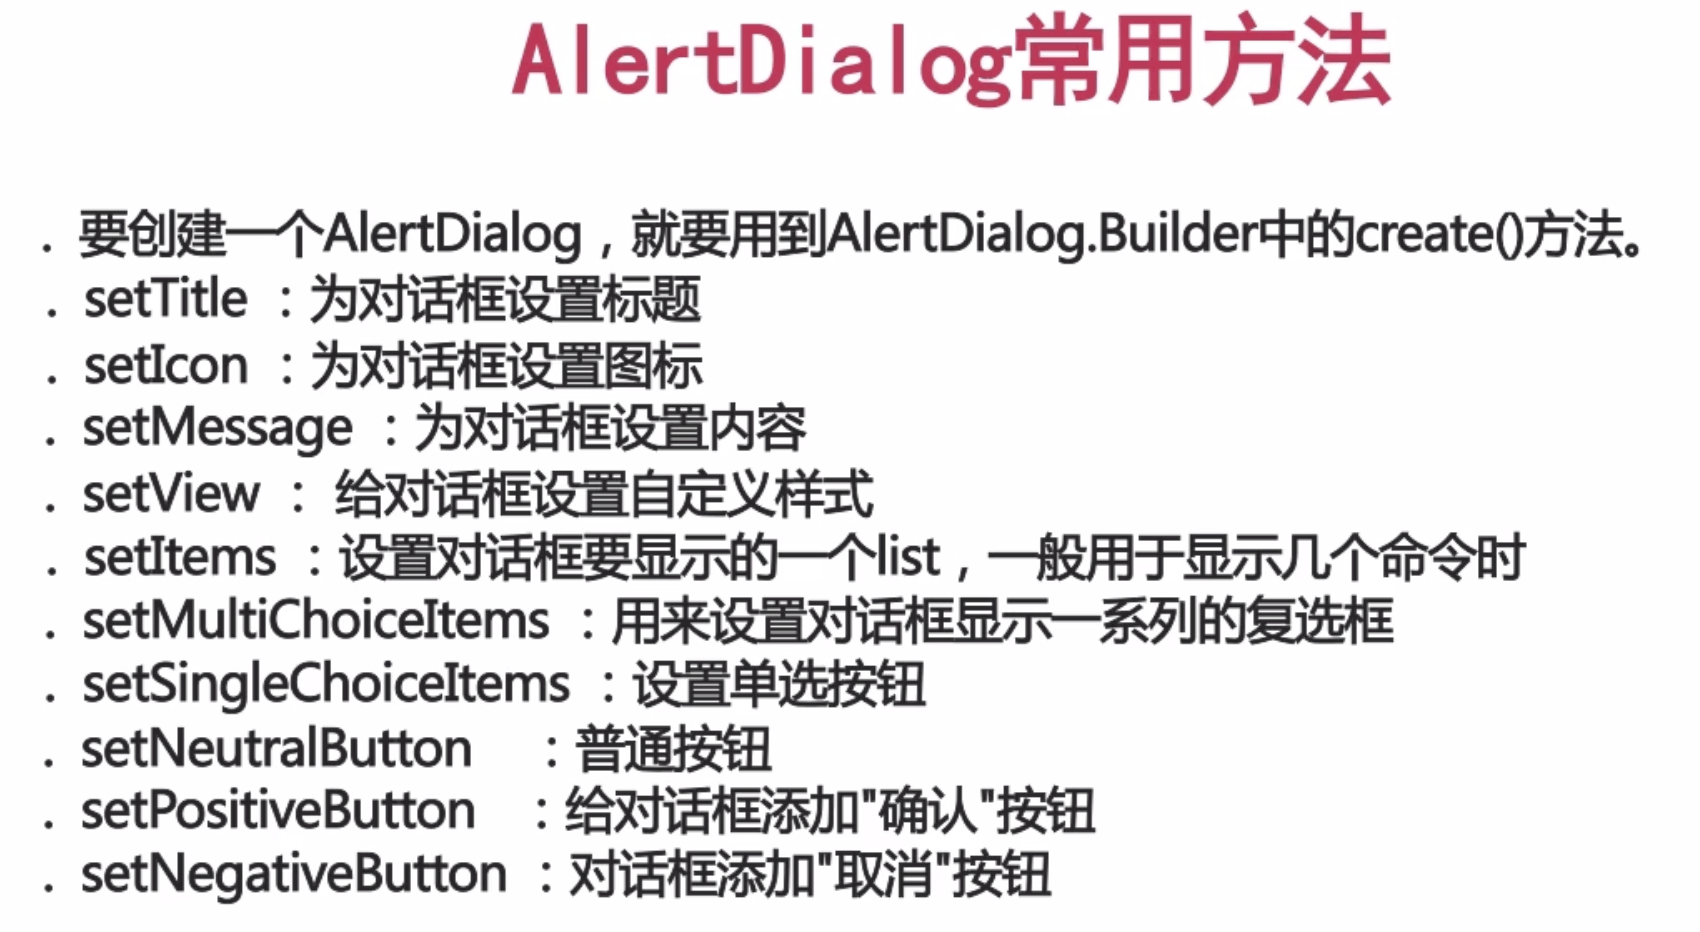 AlertDialog常用方法
. 要创建一个AlertDialog，就要用到AlertDialog.Builder中的create()方法。
. setTitle ：为对话框设置标题
. setIcon ：为对话框设置图标
. setMessage ：为对话框设置内容
. setView ： 给对话框设置自定义样式
. setItems ：设置对话框要显示的一个list，一般用于显示几个命令时
. setMultiChoiceItems ：用来设置对话框显示一系列的复选框
. setSingleChoiceItems ：设置单选按钮
. setNeutralButton ：普通按钮
. setPositiveButton ：给对话框添加"确认"按钮
. setNegativeButton ：对话框添加"取消"按钮